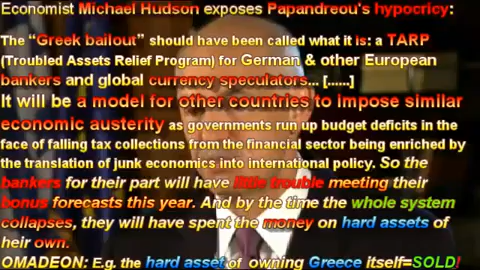 Economist Michael Hudson exposes Papandreou's hypocricy:
The “Greek bailout” should have been called what it is: a TARP
(Troubled Assets Relief Program) for German & other European
bankers and global currency speculators... [......]
It will be a model for other countries to impose similar
economic austerity as governments run up budget deficits in the
face of falling tax collections from the financial sector being enriched by
the translation of junk economics into international policy. So the
bankers for their part will have little trouble meeting their
bonus forecasts this year. And by the time the whole system
collapses, they will have spent the money on hard assets of
heir own.
OMADEON: E.g. the hard asset of owning Greece itself=SOLD!